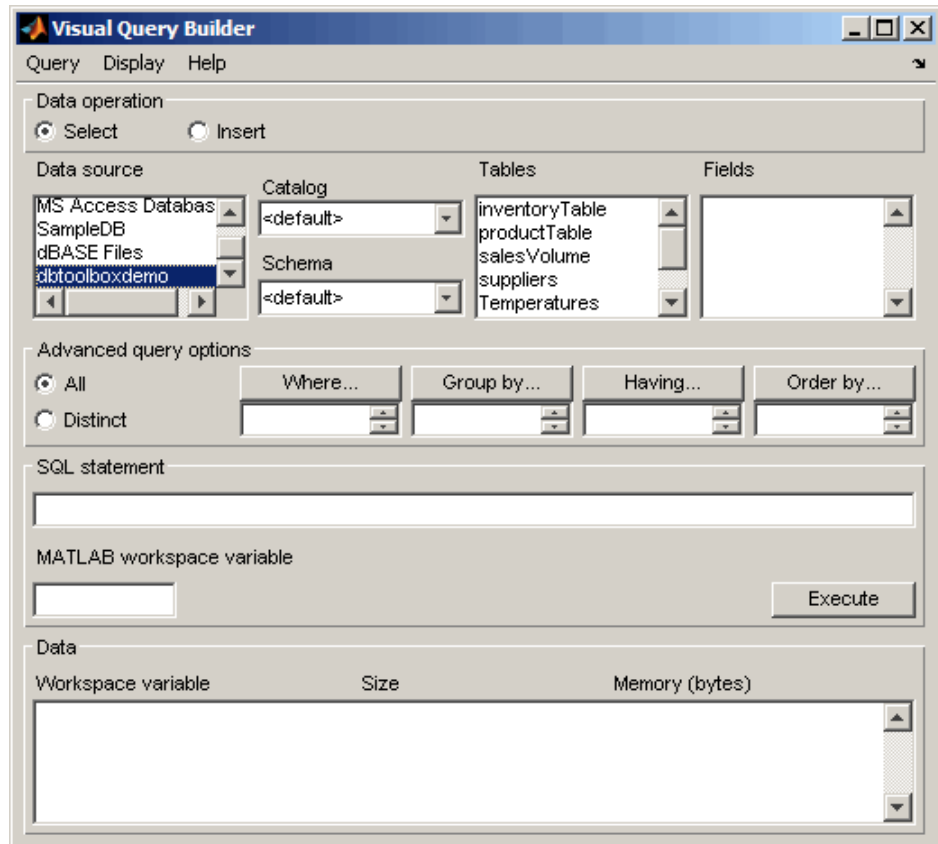 Visual Query Builder
Query Display Help
Data operation
Select Insert
Data source
Catalog
Tables
Fields
MS Access Databas
SampleDB
dBASE Files
dbtoolboxdemo
<default>
Schema
<default>
inventoryTable
productTable
salesVolume
suppliers
Temperatures
Advanced query options
All
Distinct
Where... Group by... Having... Order by...
SQL statement
MATLAB workspace variable
Execute
Data
Workspace variable Size Memory (bytes)